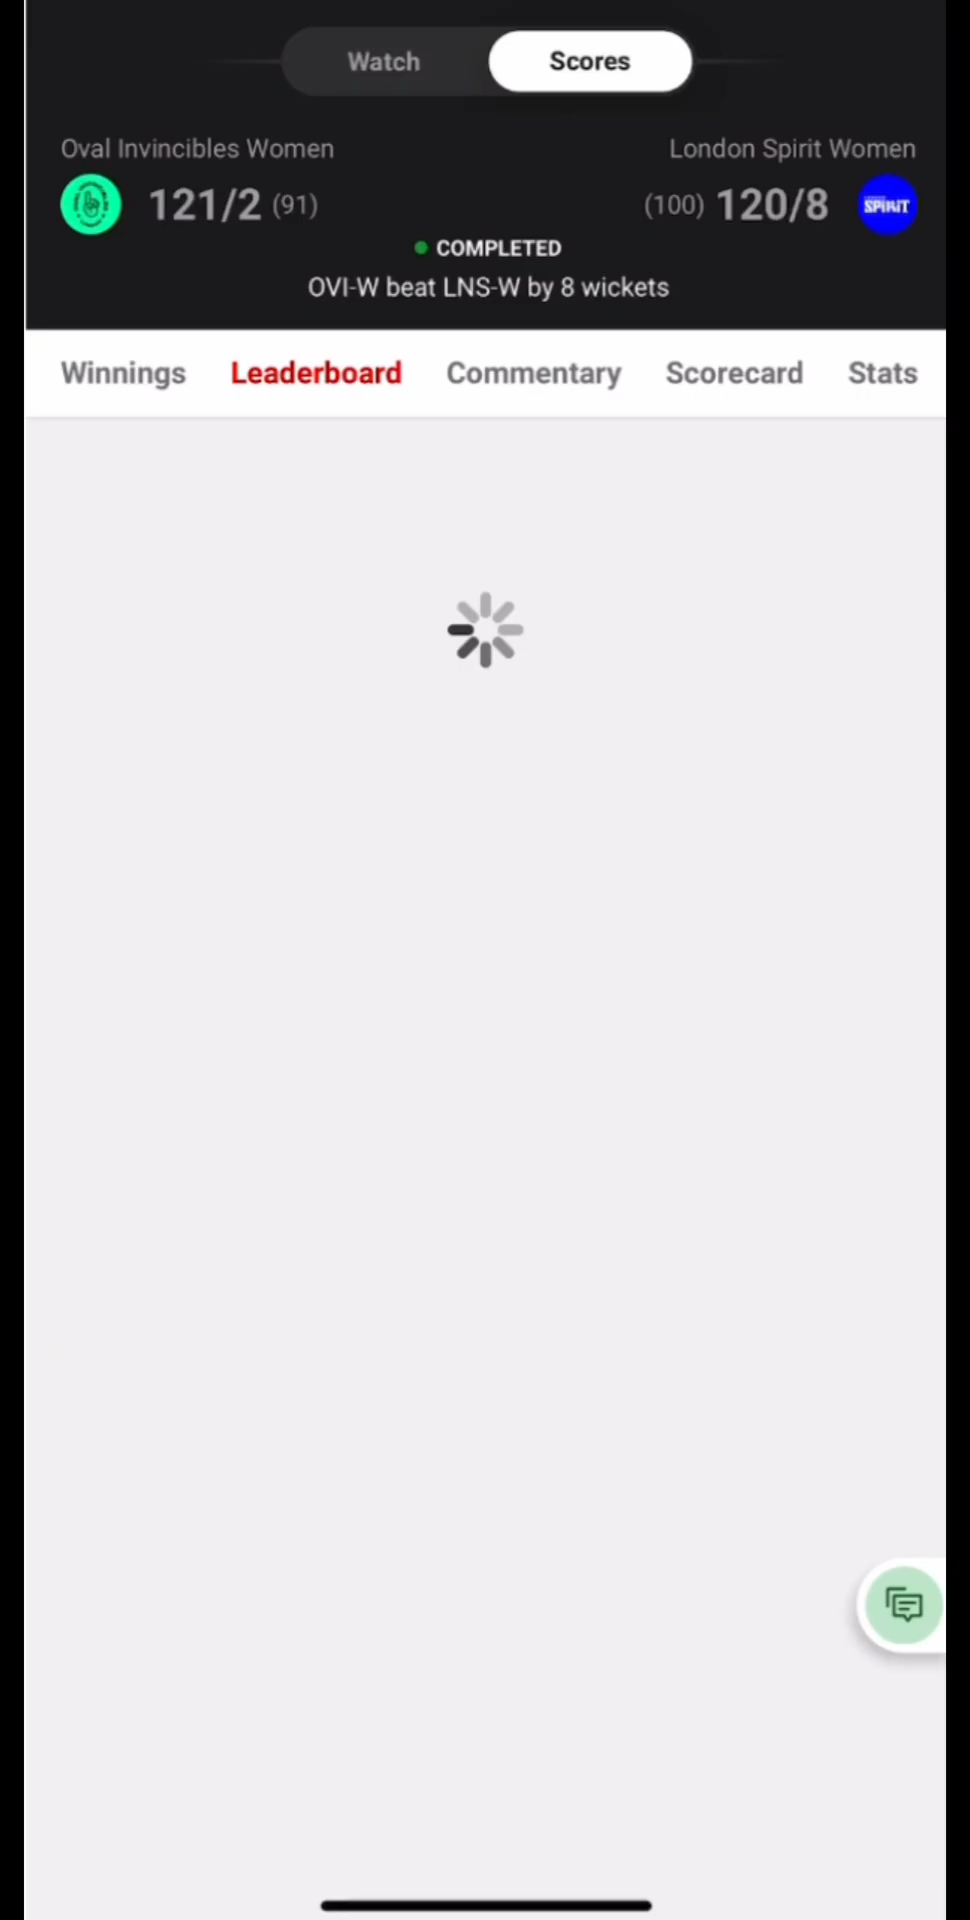 Watch Scores
Oval Invincibles Women London Spirit Women
121/2 (91) (100) 120/8 SPIRIT
COMPLETED
OVI-W beat LNS-W by 8 wickets
Winnings Leaderboard Commentary Scorecard Stats